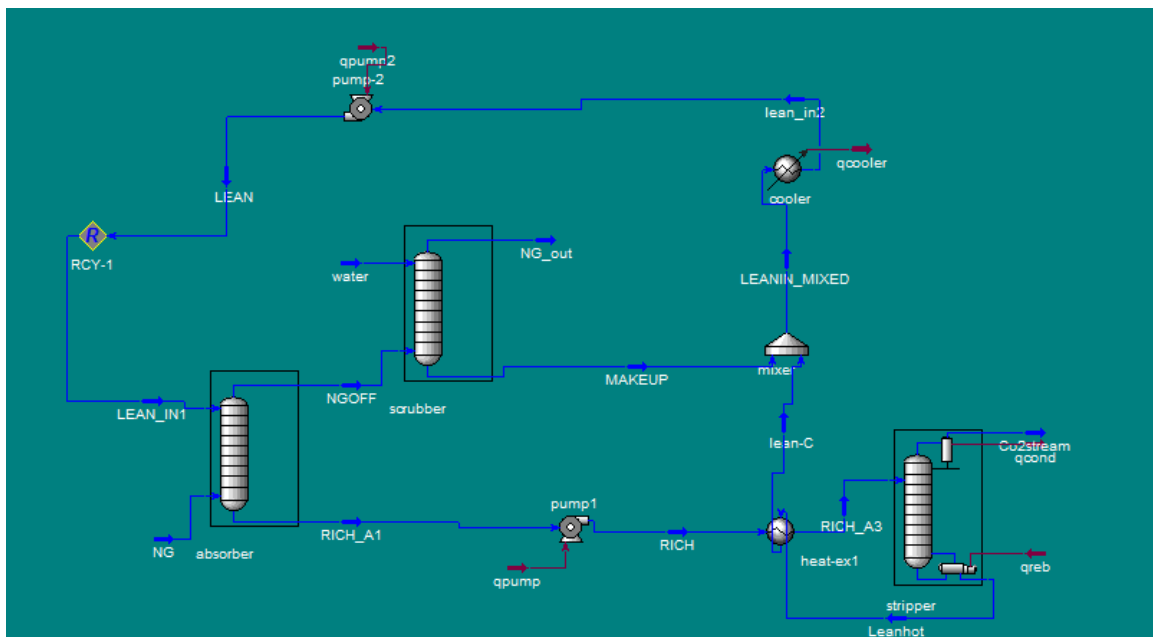 qpump2
pump-2
lean_in2
qcooler
cooler
LEAN
R
RCY-1
NG_out
water
LEANIN_MIXED
mixer
MAKEUP
NGOFF
scrubber
LEAN_IN1
lean-C
Co2stream
qcond
pump1
RICH_A1
RICH
RICH_A3
NG
absorber
heat-ex1
qpump
qreb
stripper
Leanhot